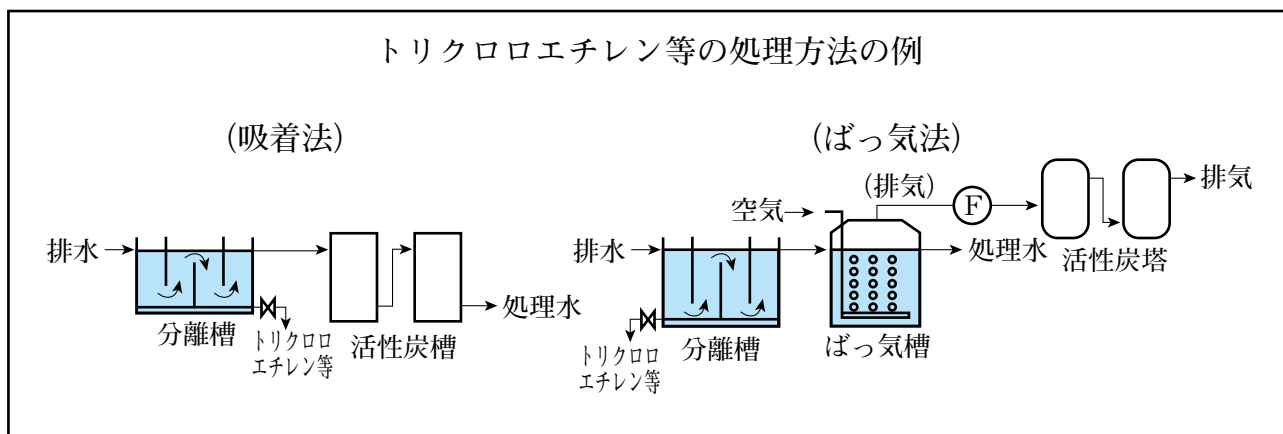 トリクロロエチレン等の処理方法の例
(吸着法)
排水
分離槽
トリクロロ
エチレン等
活性炭槽
処理水
(ばっ気法)
排水
分離槽
トリクロロ
エチレン等
空気
(排気)
F
ばっ気槽
処理水
活性炭塔
排気